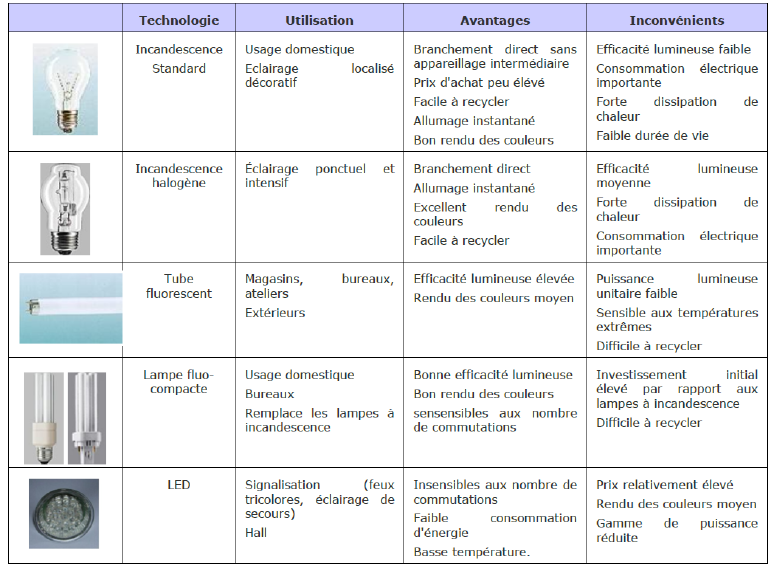 Technologie Utilisation Avantages Inconvénients
Incandescence
Standard
Usage domestique
Eclairage localisé
décoratif
Branchement direct sans
appareillage intermédiaire
Prix d'achat peu élévé
Facile à recycler
Allumage instantané
Bon rendu des couleurs
Efficacité lumineuse faible
Consommation électrique
importante
Forte dissipation de
chaleur
Faible durée de vie
Incandescence
halogène
Éclairage ponctuel et
intensif
Branchement direct
Allumage instantané
Excellent rendu des
couleurs
Facile à recycler
Efficacité lumineuse
moyenne
Forte dissipation de
chaleur
Consommation électrique
importante
Tube
fluorescent
Magasins, bureaux,
ateliers
Extérieurs
Efficacité lumineuse élevée
Rendu des couleurs moyen
Puissance lumineuse
unitaire faible
Sensible aux températures
extrêmes
Difficile à recycler
Lampe fluo-
compacte
Usage domestique
Bureaux
Remplace les lampes à
incandescence
Bonne efficacité lumineuse
Bon rendu des couleurs
sensensibles aux nombre
de commutations
Investissement initial
élevé par rapport aux
lampes à incandescence
Difficile à recycler
LED
Signalisation (feux
tricolores, éclairage de
secours)
Hall
Insensibles aux nombre de
commutations
Faible consommation
d'énergie
Basse température.
Prix relativement élevé
Rendu des couleurs moyen
Gamme de puissance
réduite